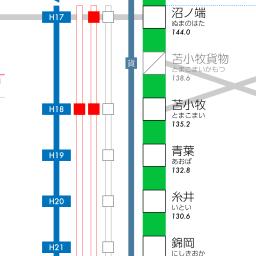 H17
沼ノ端
ぬまのはた
144.0
貨
苫小牧貨物
とまこまいかもつ
138.6
H18
苫小牧
とまこまい
135.2
H19
青葉
あおば
132.8
H20
糸井
いとい
130.6
H21
錦岡
にしきおか